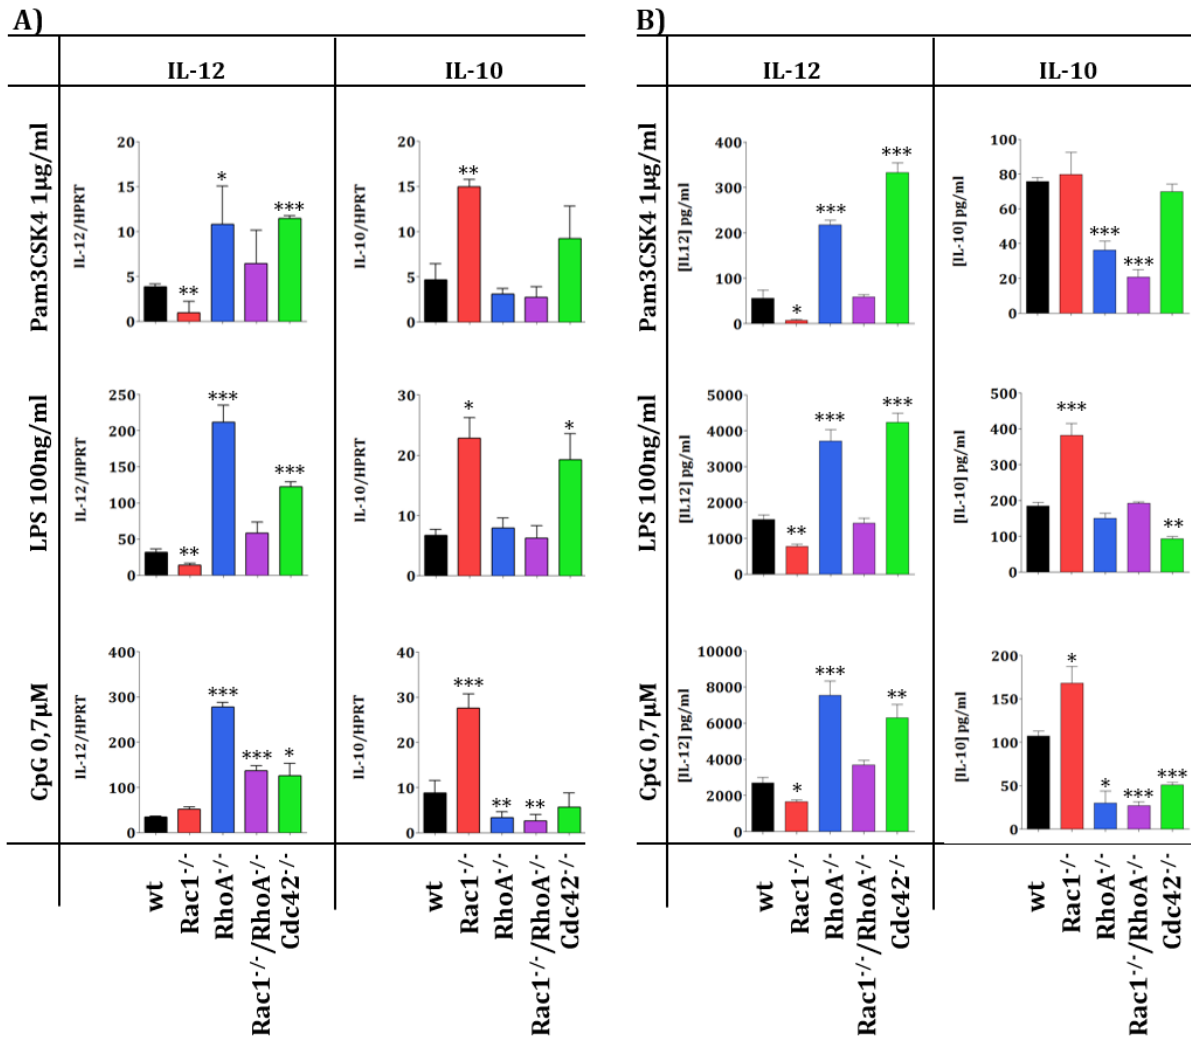 A)
B)
IL-12
IL-10
IL-12
IL-10
Pam3CSK4 1μg/ml
IL-12/HPRT
20
15
10
5
0
**
*
***
IL-10/HPRT
20
15
10
5
0
**
Pam3CSK4 1μg/ml
[IL12] pg/ml
400
300
200
100
0
*
***
***
[IL-10] pg/ml
100
80
60
40
20
0
***
***
LPS 100ng/ml
IL-12/HPRT
250
200
150
100
50
0
**
***
***
IL-10/HPRT
30
20
10
0
*
*
LPS 100ng/ml
[IL12] pg/ml
5000
4000
3000
2000
1000
0
**
***
***
[IL-10] pg/ml
500
400
300
200
100
0
***
**
CpG 0,7μM
IL-12/HPRT
400
300
200
100
0
***
***
*
IL-10/HPRT
40
30
20
10
0
***
**
**
CpG 0,7μM
[IL-12] pg/ml
10000
8000
6000
4000
2000
0
*
***
**
[IL-10] pg/ml
200
150
100
50
0
*
*
***
***
wt
Rac1-/-
RhoA-/-
Rac1-/-/RhoA-/-
Cdc42-/-
wt
Rac1-/-
RhoA-/-
Rac1-/-/RhoA-/-
Cdc42-/-
wt
Rac1-/-
RhoA-/-
Rac1-/-/RhoA-/-
Cdc42-/-
wt
Rac1-/-
RhoA-/-
Rac1-/-/RhoA-/-
Cdc42-/-